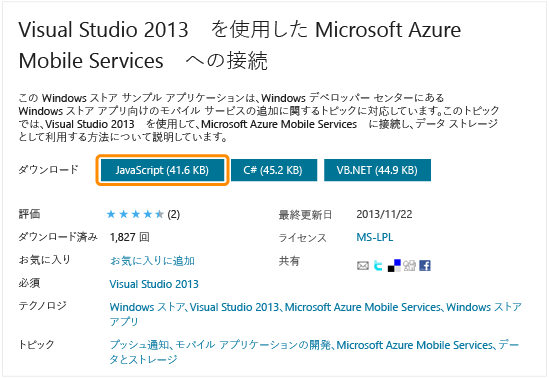 Visual Studio 2013　を使用した Microsoft Azure
Mobile Services　への接続
この Windows ストア サンプル アプリケーションは、Windows デベロッパー センターにある
Windows ストア アプリ向けのモバイル サービスの追加に関するトピックに対応しています。このトピック
では、Visual Studio 2013　を使用して、Microsoft Azure Mobile Services　に接続し、データ ストレージ
として利用する方法について説明しています。
ダウンロード JavaScript (41.6 KB) C# (45.2 KB) VB.NET (44.9 KB)
評価 ★★★★★ (2) 最終更新日 2013/11/22
ダウンロード済み 1,827 回 ライセンス MS-LPL
お気に入り お気に入りに追加 共有
必須 Visual Studio 2013
テクノロジ Windows ストア、Visual Studio 2013、Microsoft Azure Mobile Services、Windows ストア
アプリ
トピック プッシュ通知、モバイル アプリケーションの開発、Microsoft Azure Mobile Services、デー
タとストレージ